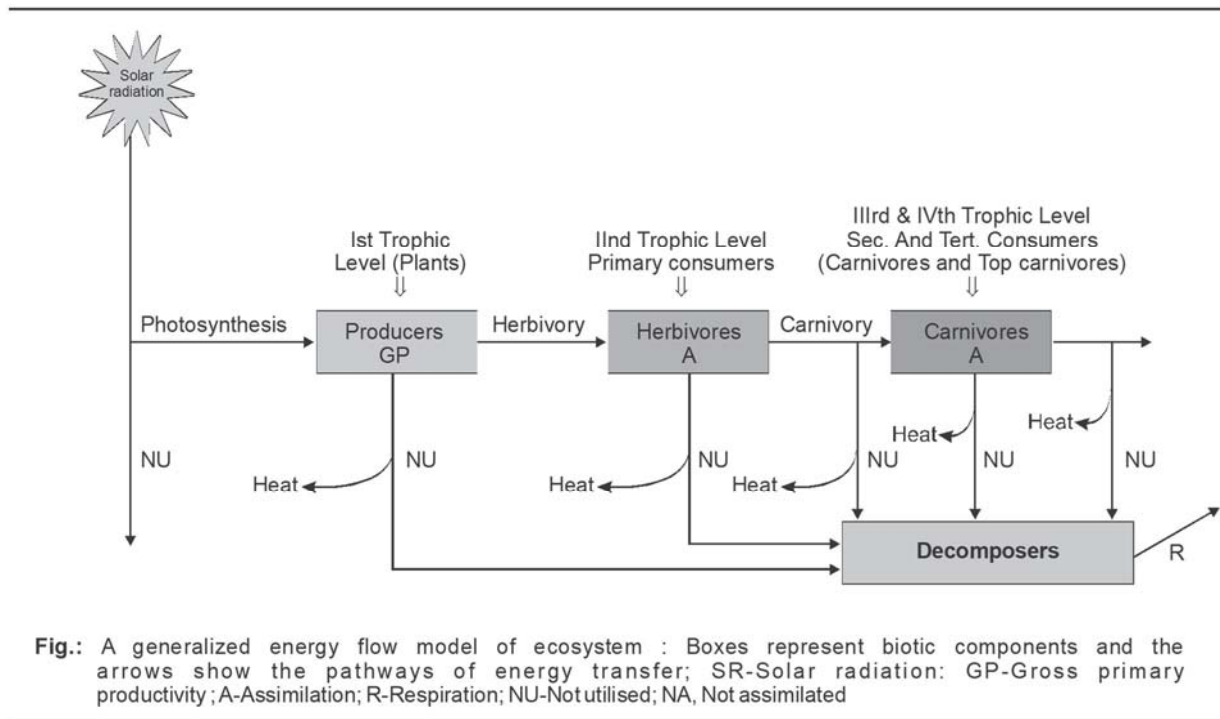 Solar
radiation
IIIrd & IVth Trophic Level
Sec. And Tert. Consumers
(Carnivores and Top carnivores)
Ist Trophic
Level (Plants)
IInd Trophic Level
Primary consumers
Photosynthesis
Producers
GP
Herbivory
Herbivores
A
Carnivory
Carnivores
A
NU
Heat
NU
Heat
NU
Heat
NU
Heat
NU
Heat
NU
Decomposers
R
Fig.: A generalized energy flow model of ecosystem : Boxes represent biotic components and the
arrows show the pathways of energy transfer; SR-Solar radiation: GP-Gross primary
productivity ; A-Assimilation; R-Respiration; NU-Not utilised; NA, Not assimilated